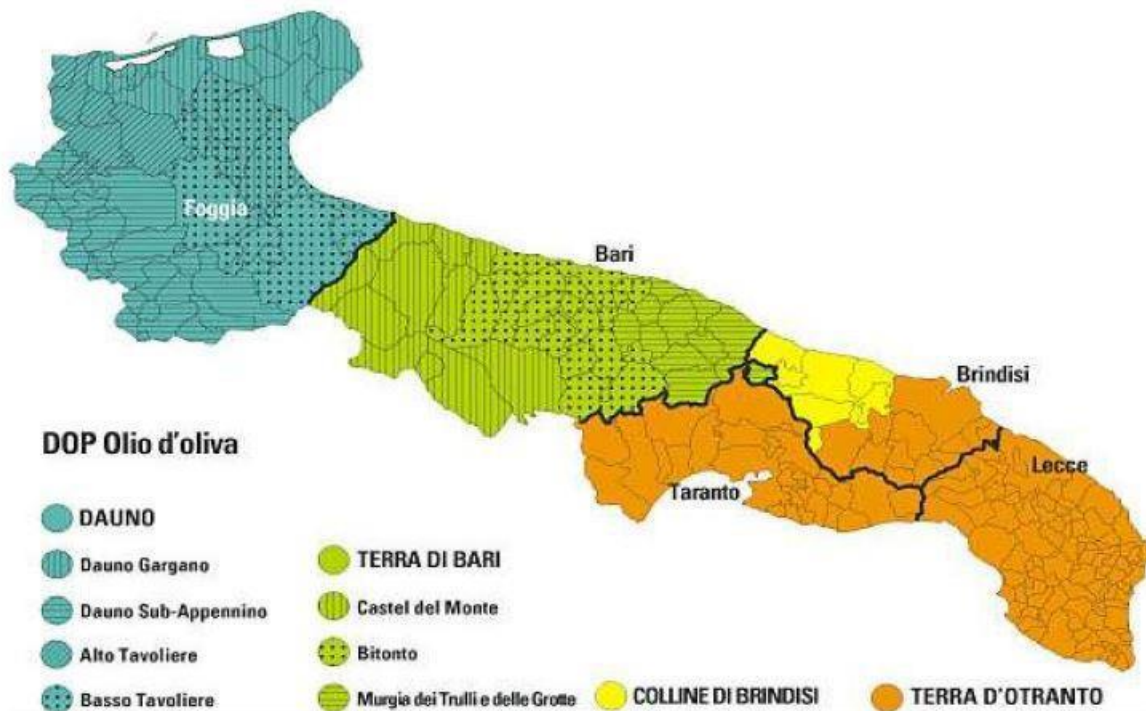 Foggia
Bari
Brindisi
Lecce
Taranto
DOP Olio d'oliva
DAUNO
Dauno Gargano
Dauno Sub-Appennino
Alto Tavoliere
Basso Tavoliere
TERRA DI BARI
Castel del Monte
Bitonto
Murgia dei Trulli e delle Grotte
COLLINE DI BRINDISI
TERRA D'OTRANTO